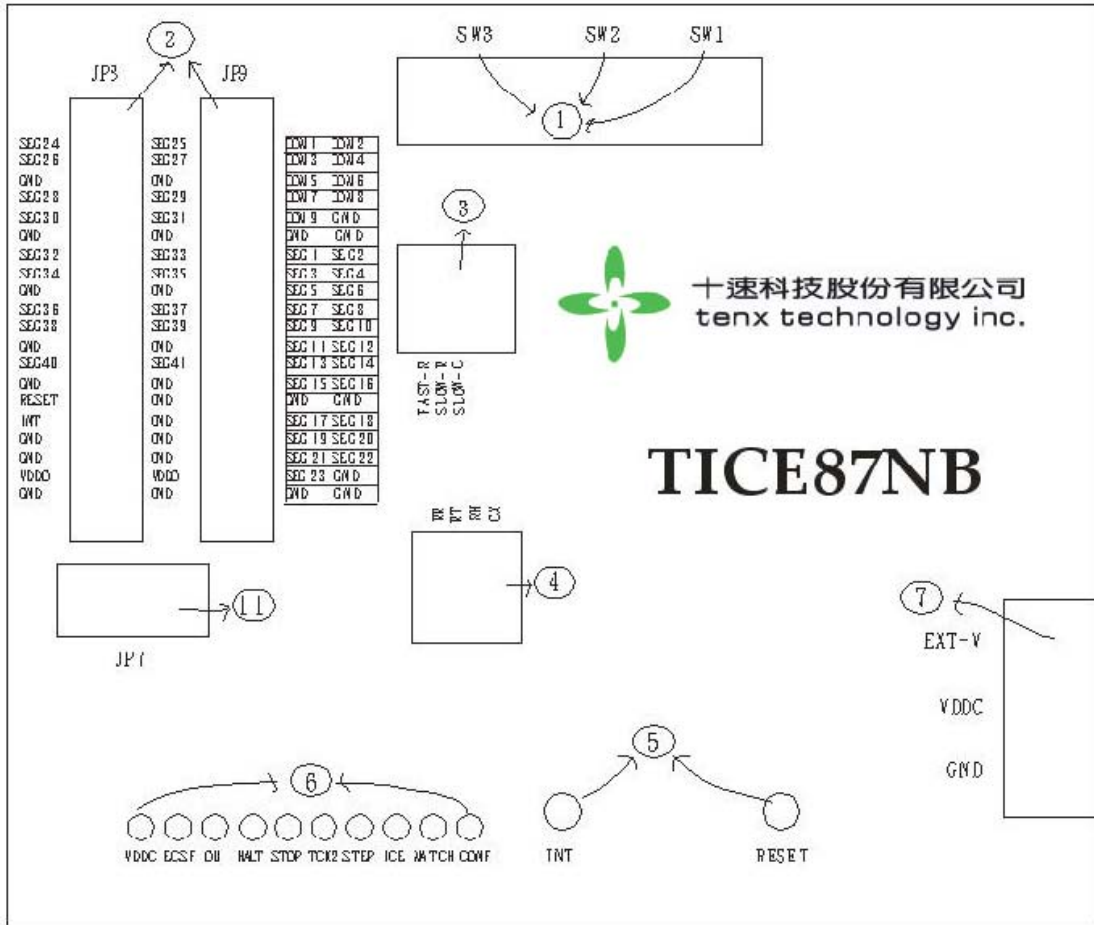 SW3 SW2 SW1
2
JP8 JP9
1
SEG24 SEG25 COM1 COM2
SEG26 SEG27 COM3 COM4
GND GND COM5 COM6
SEG28 SEG29 COM7 COM8
SEG30 SEG31 COM9 GND
GND GND GND GND
SEG32 SEG33 SEG1 SEG2
SEG34 SEG35 SEG3 SEG4
GND GND SEG5 SEG6
SEG36 SEG37 SEG7 SEG8
SEG38 SEG39 SEG9 SEG10
GND GND SEG11 SEG12
SEG40 SEG41 SEG13 SEG14
GND GND SEG15 SEG16
RESET GND GND GND
INT GND SEG17 SEG18
GND GND SEG19 SEG20
GND GND SEG21 SEG22
VDDO VDDO SEG23 GND
GND GND GND GND
3
FAST-R
SLOW-R
SLOW-C
十速科技股份有限公司
tenx technology inc.
TICE87NB
RR
RT
RH
CX
4
11
JP7
7
EXT-V
VDDC
GND
5
6
VDDC ECSF HALT STOP TCK2 STEP ICE COMF
INT RESET